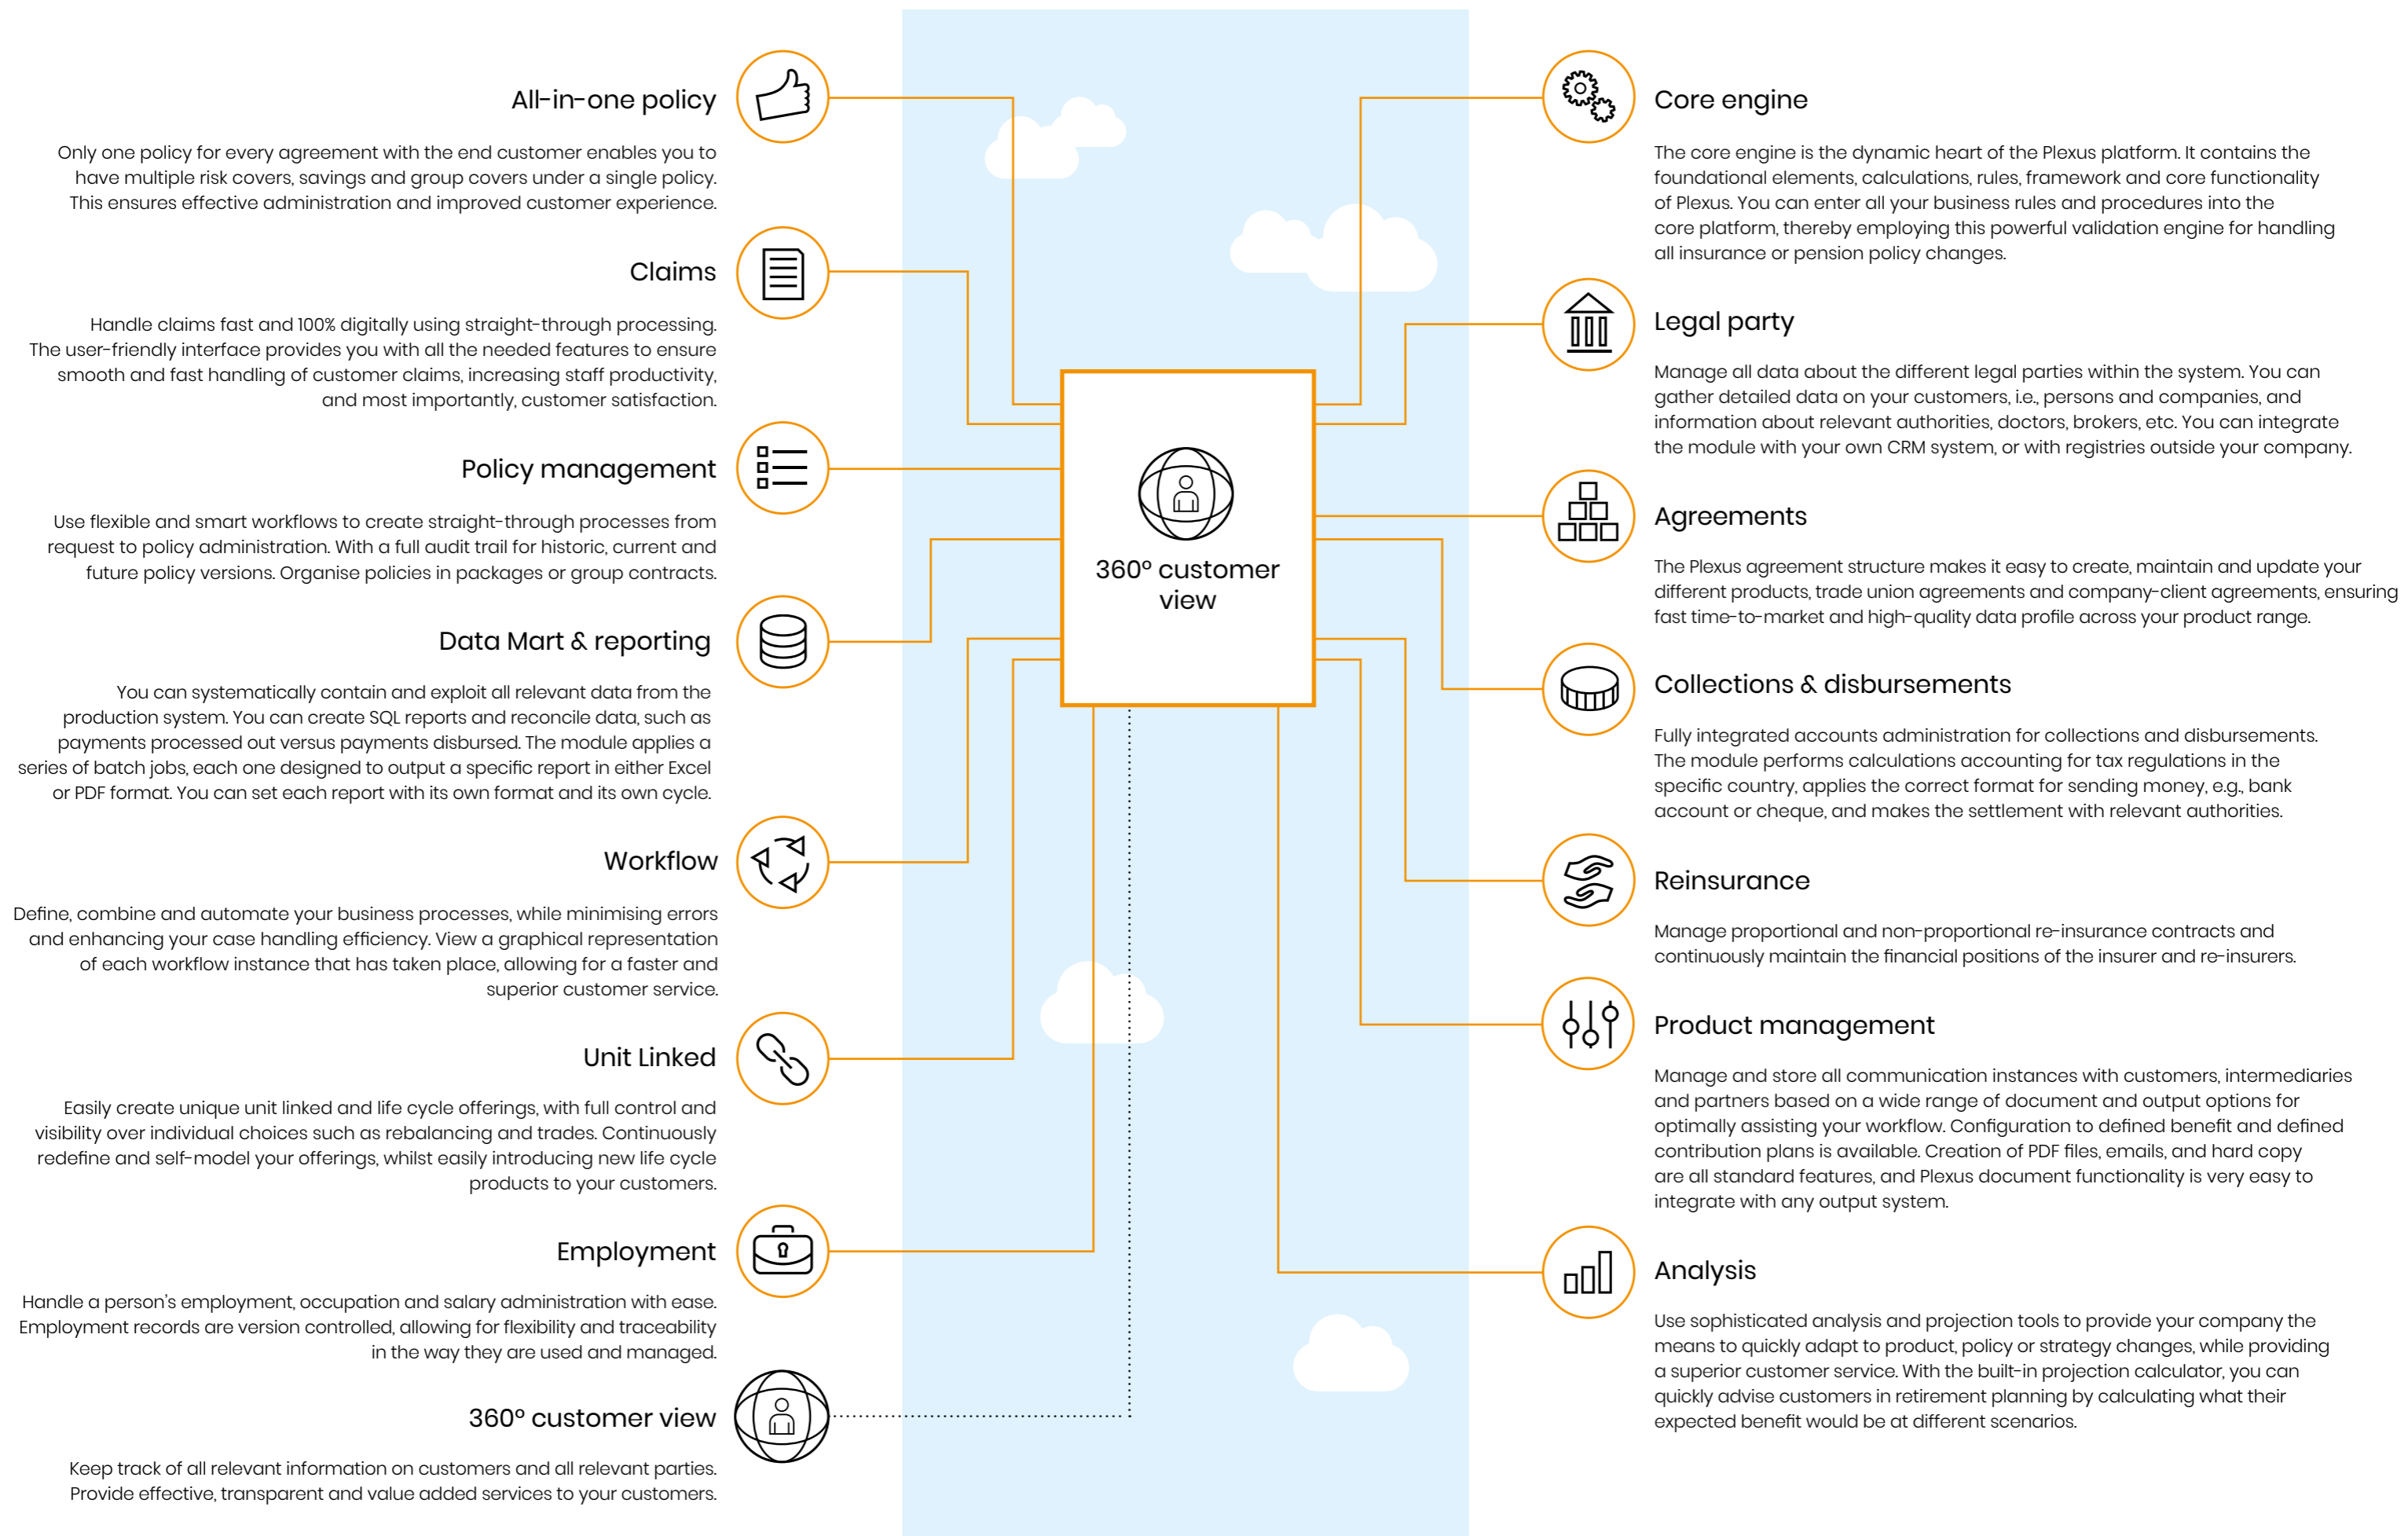 All-in-one policy
Only one policy for every agreement with the end customer enables you to
have multiple risk covers, savings and group covers under a single policy.
This ensures effective administration and improved customer experience.
Claims
Handle claims fast and 100% digitally using straight-through processing.
The user-friendly interface provides you with all the needed features to ensure
smooth and fast handling of customer claims, increasing staff productivity,
and most importantly, customer satisfaction.
Policy management
Use flexible and smart workflows to create straight-through processes from
request to policy administration. With a full audit trail for historic, current and
future policy versions. Organise policies in packages or group contracts.
Data Mart & reporting
You can systematically contain and exploit all relevant data from the
production system. You can create SQL reports and reconcile data, such as
payments processed out versus payments disbursed. The module applies a
series of batch jobs, each one designed to output a specific report in either Excel
or PDF format. You can set each report with its own format and its own cycle.
Workflow
Define, combine and automate your business processes, while minimising errors
and enhancing your case handling efficiency. View a graphical representation
of each workflow instance that has taken place, allowing for a faster and
superior customer service.
Unit Linked
Easily create unique unit linked and life cycle offerings, with full control and
visibility over individual choices such as rebalancing and trades. Continuously
redefine and self-model your offerings, whilst easily introducing new life cycle
products to your customers.
Employment
Handle a person's employment, occupation and salary administration with ease.
Employment records are version controlled, allowing for flexibility and traceability
in the way they are used and managed.
360° customer view
Keep track of all relevant information on customers and all relevant parties.
Provide effective, transparent and value added services to your customers.
360° customer
view
Core engine
The core engine is the dynamic heart of the Plexus platform. It contains the
foundational elements, calculations, rules, framework and core functionality
of Plexus. You can enter all your business rules and procedures into the
core platform, thereby employing this powerful validation engine for handling
all insurance or pension policy changes.
Legal party
Manage all data about the different legal parties within the system. You can
gather detailed data on your customers, i.e., persons and companies, and
information about relevant authorities, doctors, brokers, etc. You can integrate
the module with your own CRM system, or with registries outside your company.
Agreements
The Plexus agreement structure makes it easy to create, maintain and update your
different products, trade union agreements and company-client agreements, ensuring
fast time-to-market and high-quality data profile across your product range.
Collections & disbursements
Fully integrated accounts administration for collections and disbursements.
The module performs calculations accounting for tax regulations in the
specific country, applies the correct format for sending money, e.g., bank
account or cheque, and makes the settlement with relevant authorities.
Reinsurance
Manage proportional and non-proportional re-insurance contracts and
continuously maintain the financial positions of the insurer and re-insurers.
Product management
Manage and store all communication instances with customers, intermediaries
and partners based on a wide range of document and output options for
optimally assisting your workflow. Configuration to defined benefit and defined
contribution plans is available. Creation of PDF files, emails, and hard copy
are all standard features, and Plexus document functionality is very easy to
integrate with any output system.
Analysis
Use sophisticated analysis and projection tools to provide your company the
means to quickly adapt to product, policy or strategy changes, while providing
a superior customer service. With the built-in projection calculator, you can
quickly advise customers in retirement planning by calculating what their
expected benefit would be at different scenarios.